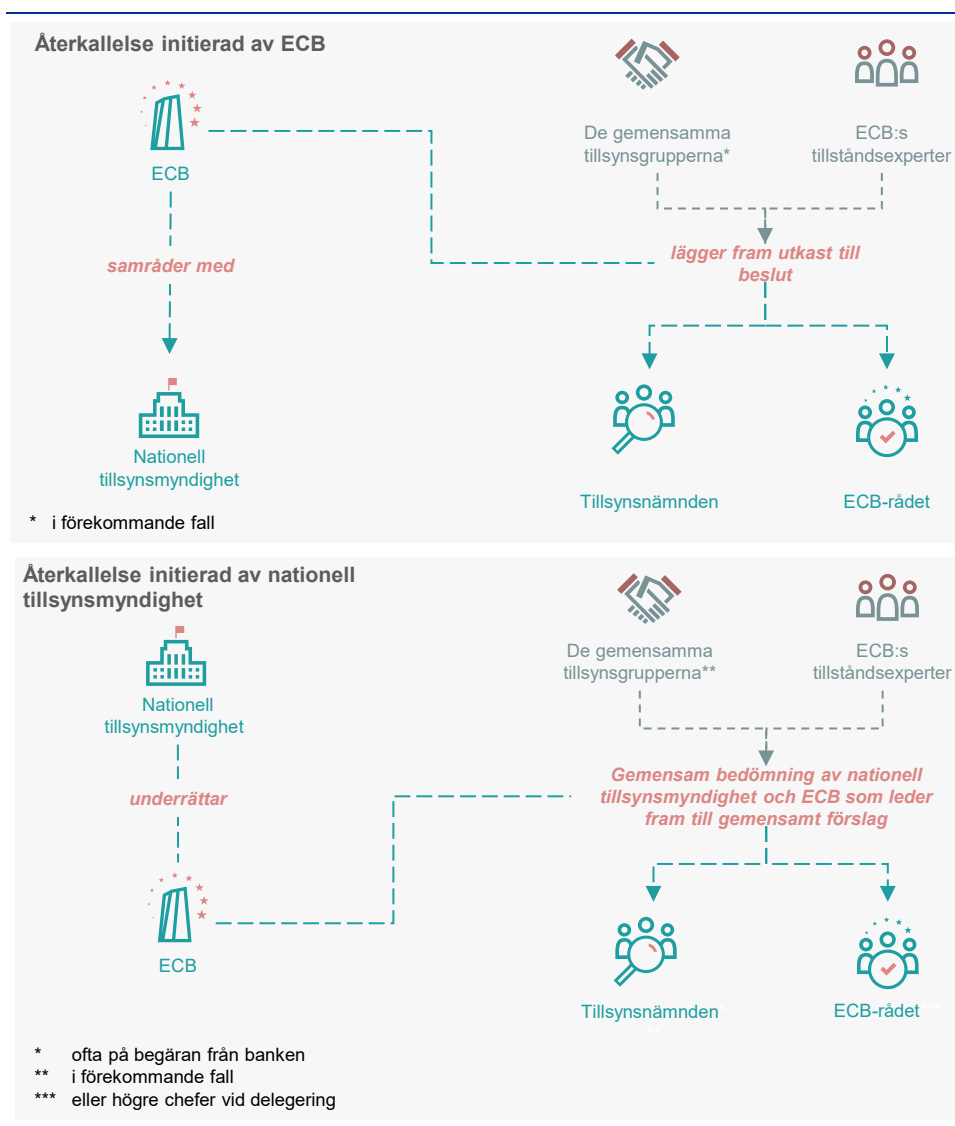 Återkallelse initierad av ECB
De gemensamma
tillsynsgrupperna*
ECB:s
tillståndsexperter
ECB
samråder med
lägger fram utkast till
beslut
Nationell
tillsynsmyndighet
Tillsynsnämnden
ECB-rådet
* i förekommande fall
Återkallelse initierad av nationell
tillsynsmyndighet
De gemensamma
tillsynsgrupperna**
ECB:s
tillståndsexperter
Nationell
tillsynsmyndighet
underrättar
Gemensam bedömning av nationell
tillsynsmyndighet och ECB som leder
fram till gemensamt förslag
ECB
Tillsynsnämnden
ECB-rådet***
* ofta på begäran från banken
** i förekommande fall
*** eller högre chefer vid delegering